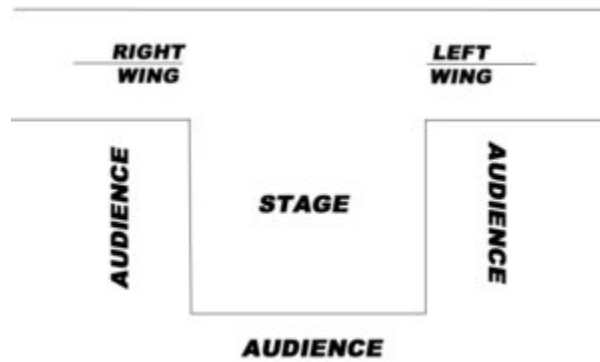 RIGHT
WING
LEFT
WING
AUDIENCE
STAGE
AUDIENCE
AUDIENCE